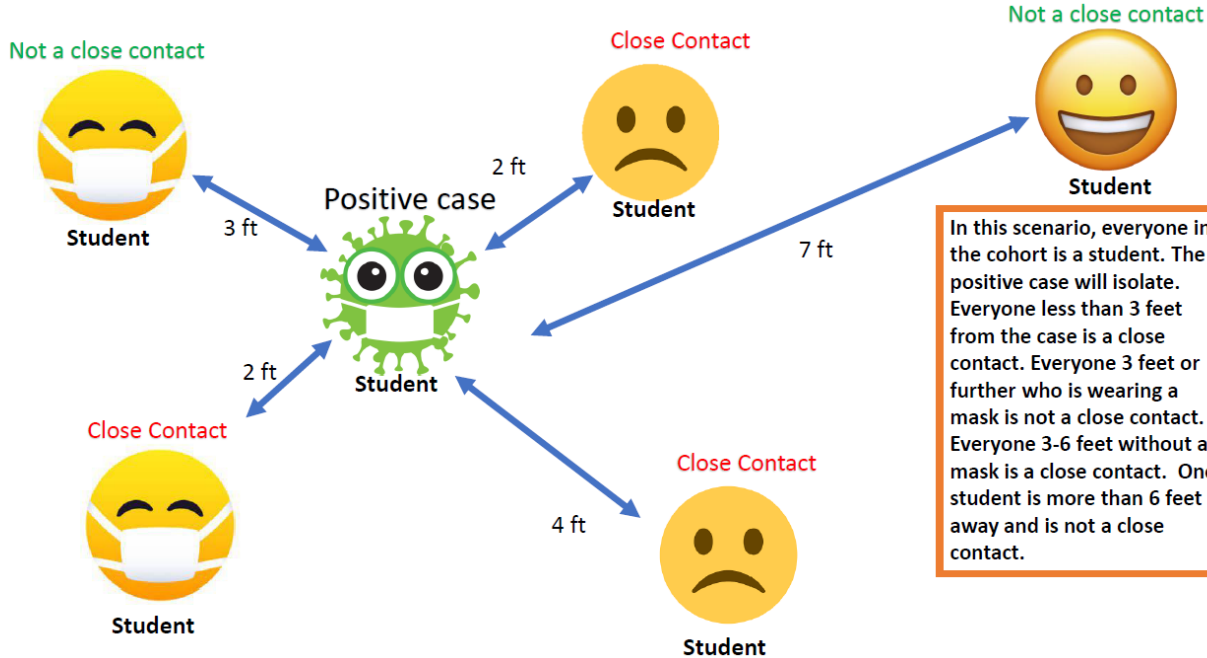 Not a close contact
Not a close contact
Close Contact
2 ft
Positive case
Student
Student
Student
3 ft
7 ft
In this scenario, everyone in
the cohort is a student. The
positive case will isolate.
Everyone less than 3 feet
from the case is a close
contact. Everyone 3 feet or
further who is wearing a
mask is not a close contact.
Everyone 3-6 feet without a
mask is a close contact. One
student is more than 6 feet
away and is not a close
contact.
2 ft
Student
Close Contact
Close Contact
4 ft
Student
Student